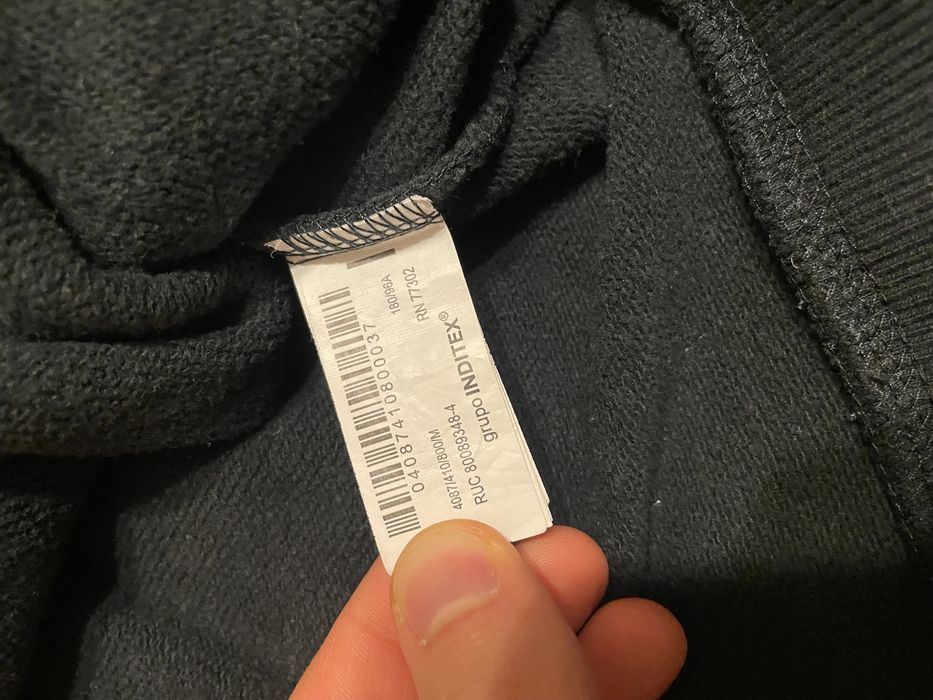 04087410800037
180/96A
4087/410/800/M
RN 77302
RUC 80089348-4
grupo INDITEX®